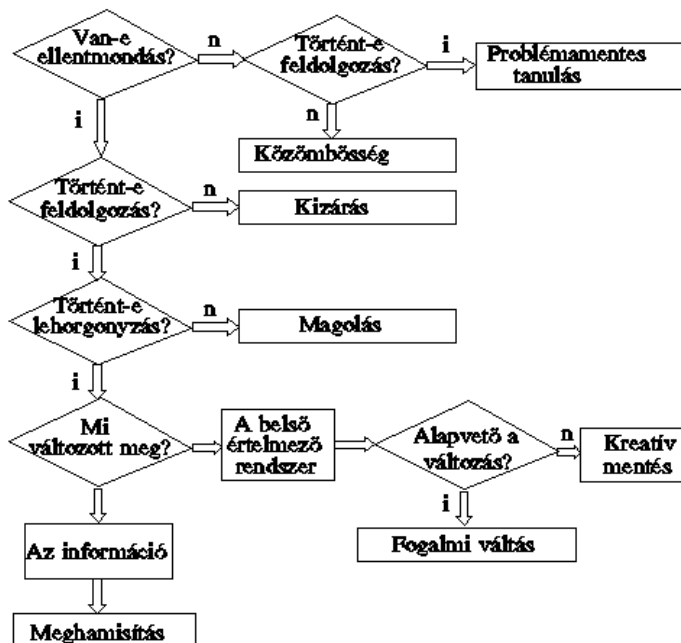 Van-e
ellentmondás?
n
Történt-e
feldolgozás?
i
Problémamentes
tanulás
i
n
Közömbösség
Történt-e
feldolgozás?
n
Kizárás
i
Történt-e
lehorgonyzás?
n
Magolás
i
Mi
változott meg?
A belső
értelmező
rendszer
Alapvető a
változás?
n
Kreatív
mentés
i
Fogalmi váltás
Az információ
Meghamisítás